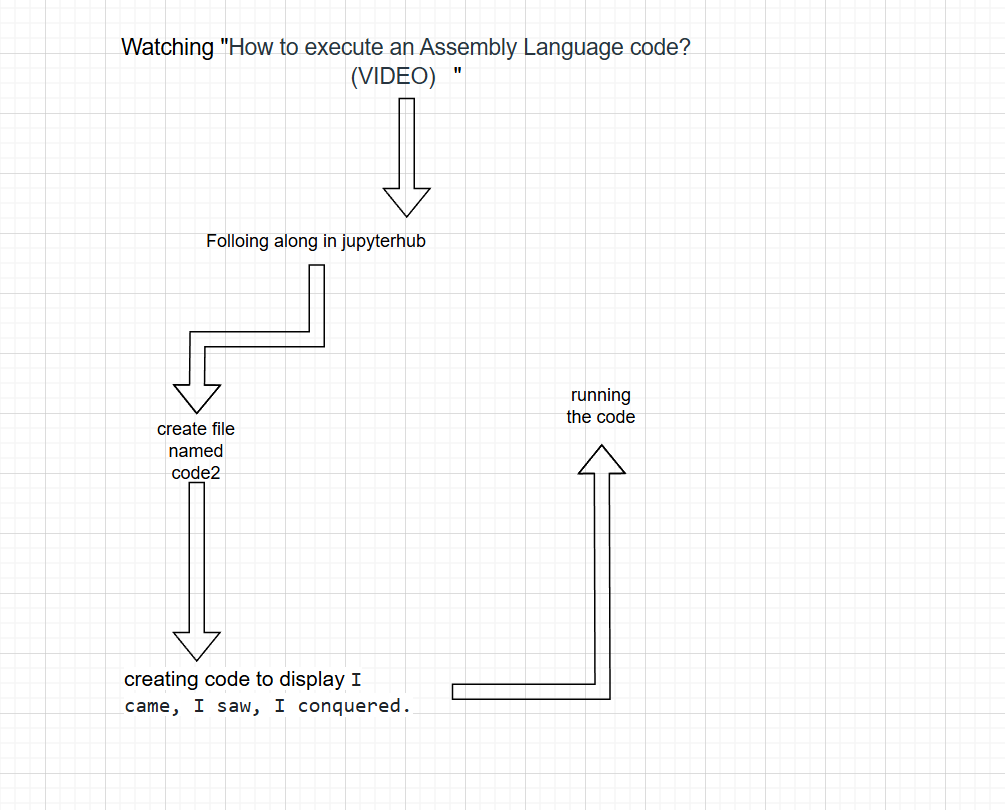 Watching "How to execute an Assembly Language code?
(VIDEO) "
Folloing along in jupyterhub
create file
named
code2
creating code to display I
came, I saw, I conquered.
running
the code